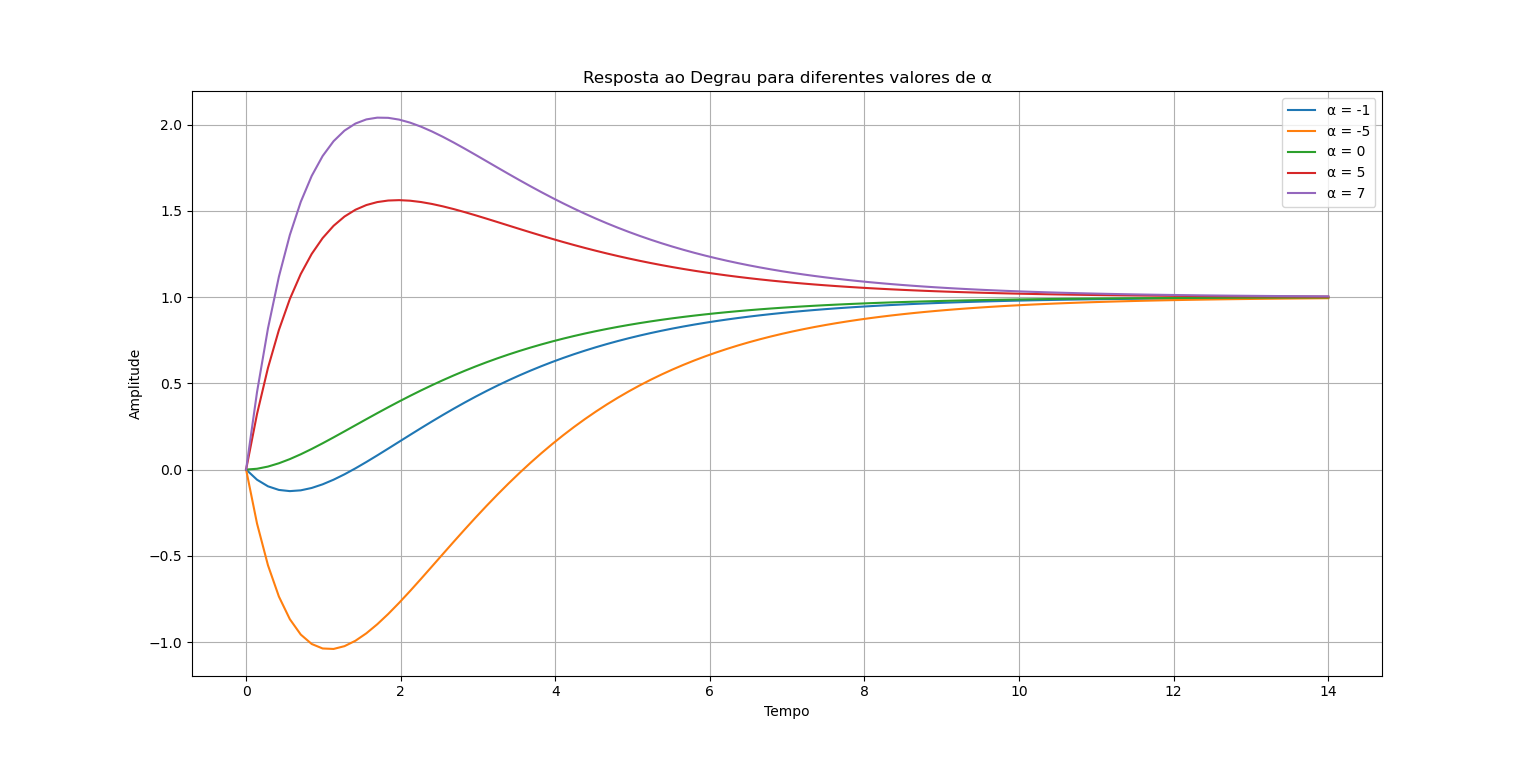 Resposta ao Degrau para diferentes valores de α
α = -1
α = -5
α = 0
α = 5
α = 7
Amplitude
2.0
1.5
1.0
0.5
0.0
−0.5
−1.0
0 2 4 6 8 10 12 14
Tempo